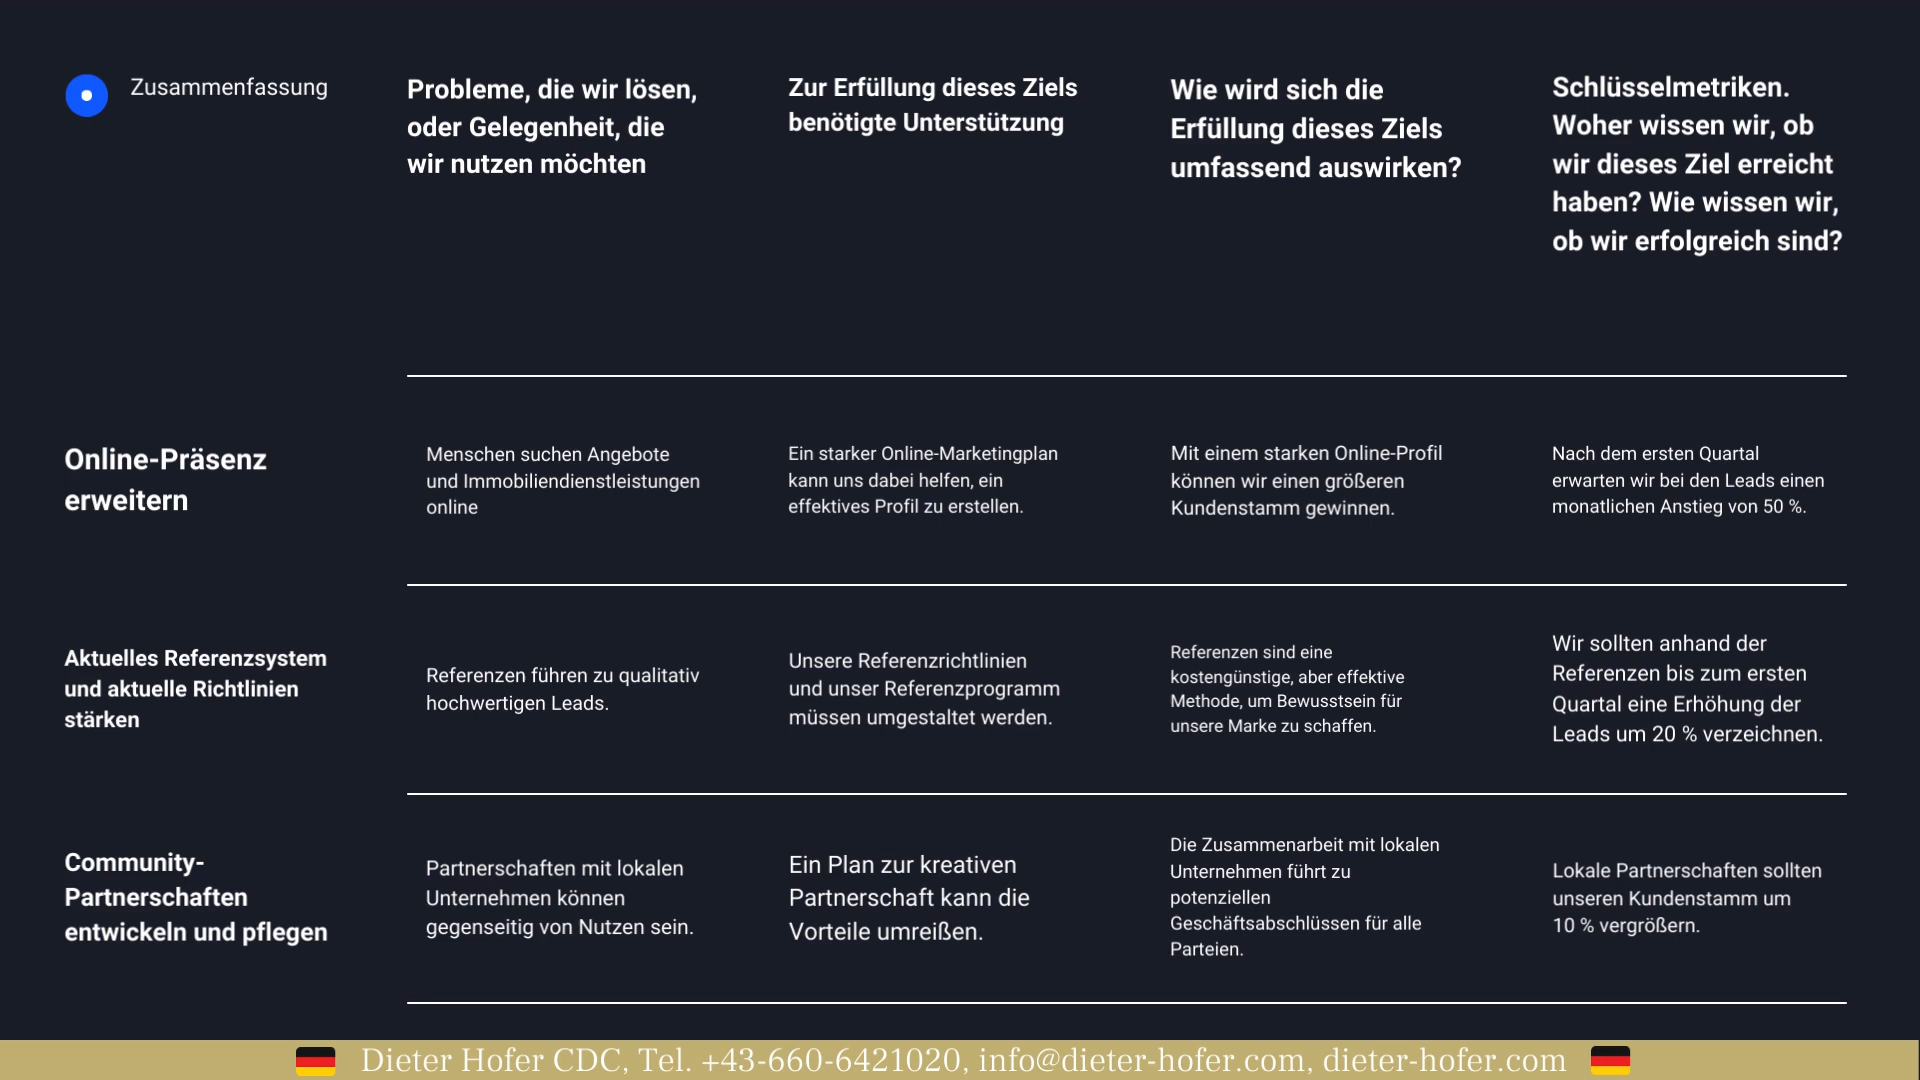 Zusammenfassung
Probleme, die wir lösen,
oder Gelegenheit, die
wir nutzen möchten
Zur Erfüllung dieses Ziels
benötigte Unterstützung
Wie wird sich die
Erfüllung dieses Ziels
umfassend auswirken?
Schlüsselmetriken.
Woher wissen wir, ob
wir dieses Ziel erreicht
haben? Wie wissen wir,
ob wir erfolgreich sind?
Online-Präsenz
erweitern
Menschen suchen Angebote
und Immobiliendienstleistungen
online
Ein starker Online-Marketingplan
kann uns dabei helfen, ein
effektives Profil zu erstellen.
Mit einem starken Online-Profil
können wir einen größeren
Kundenstamm gewinnen.
Nach dem ersten Quartal
erwarten wir bei den Leads einen
monatlichen Anstieg von 50 %.
Aktuelles Referenzsystem
und aktuelle Richtlinien
stärken
Referenzen führen zu qualitativ
hochwertigen Leads.
Unsere Referenzrichtlinien
und unser Referenzprogramm
müssen umgestaltet werden.
Referenzen sind eine
kostengünstige, aber effektive
Methode, um Bewusstsein für
unsere Marke zu schaffen.
Wir sollten anhand der
Referenzen bis zum ersten
Quartal eine Erhöhung der
Leads um 20 % verzeichnen.
Community-
Partnerschaften
entwickeln und pflegen
Partnerschaften mit lokalen
Unternehmen können
gegenseitig von Nutzen sein.
Ein Plan zur kreativen
Partnerschaft kann die
Vorteile umreißen.
Die Zusammenarbeit mit lokalen
Unternehmen führt zu
potenziellen
Geschäftsabschlüssen für alle
Parteien.
Lokale Partnerschaften sollten
unseren Kundenstamm um
10 % vergrößern.
Dieter Hofer CDC, Tel. +43-660-6421020, info@dieter-hofer.com, dieter-hofer.com